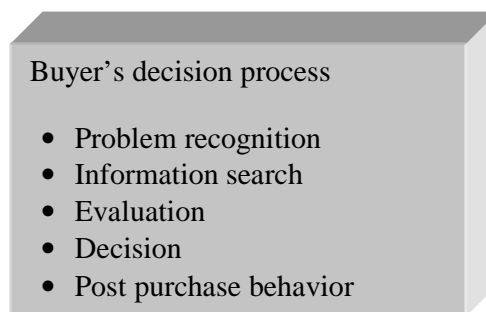 Buyer’s decision process
• Problem recognition
• Information search
• Evaluation
• Decision
• Post purchase behavior